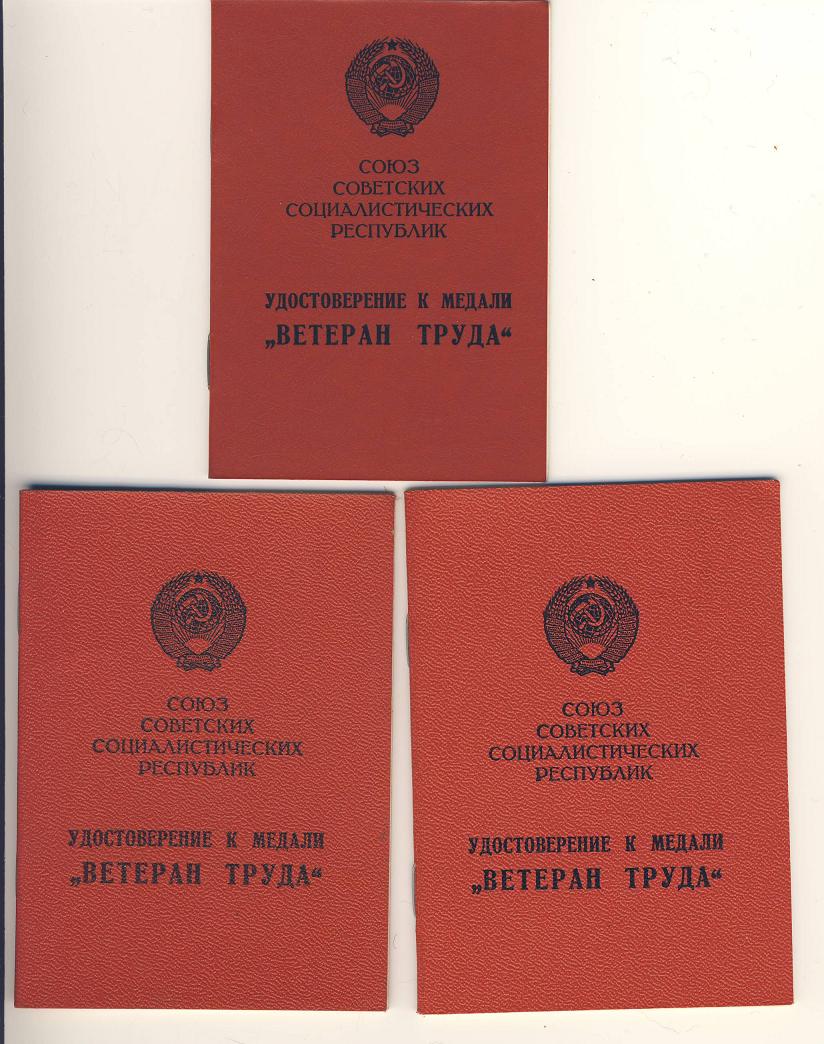 СОЮЗ
СОВЕТСКИХ
СОЦИАЛИСТИЧЕСКИХ
РЕСПУБЛИК
УДОСТОВЕРЕНИЕ К МЕДАЛИ
„ВЕТЕРАН ТРУДА“
СОЮЗ
СОВЕТСКИХ
СОЦИАЛИСТИЧЕСКИХ
РЕСПУБЛИК
УДОСТОВЕРЕНИЕ К МЕДАЛИ
„ВЕТЕРАН ТРУДА“
СОЮЗ
СОВЕТСКИХ
СОЦИАЛИСТИЧЕСКИХ
РЕСПУБЛИК
УДОСТОВЕРЕНИЕ К МЕДАЛИ
„ВЕТЕРАН ТРУДА“